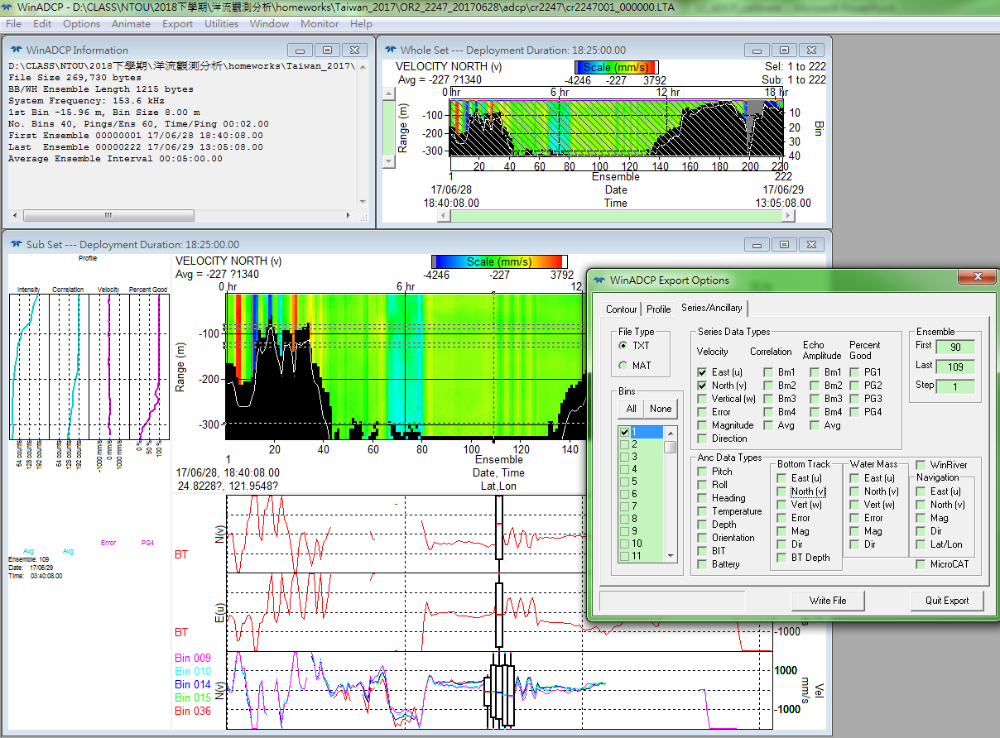 WinADCP - D:\CLASS\NTOU\2018下學期\洋流觀測分析\homeworks\Taiwan_2017\OR2_2247_20170628\adcp\cr2247\cr2247001_000000.LTA
File Edit Options Animate Export Utilities Window Monitor Help
WinADCP Information
D:\CLASS\NTOU\2018下學期\洋流觀測分析\homeworks\Taiwan_2017\
File Size 269,730 bytes
BB/WH Ensemble Length 1215 bytes
System Frequency: 153.6 kHz
1st Bin -15.96 m, Bin Size 8.00 m
No. Bins 40, Pings/Ens 60, Time/Ping 00:02.00
First Ensemble 00000001 17/06/28 18:40:08.00
Last Ensemble 00000222 17/06/29 13:05:08.00
Average Ensemble Interval 00:05:00.00
Whole Set --- Deployment Duration: 18:25:00.00
VELOCITY NORTH (v)
Avg = -227 ?1340
Scale (mm/s)
-4246 -227 3792
Sel: 1 to 222
Sub: 1 to 222
0 hr 6 hr 12 hr 18 hr
Range (m)
-100
-200
-300
Bin
10
20
30
40
20 40 60 80 100 120 140 160 180 200 220
1 Ensemble 222
17/06/28 Date 17/06/29
18:40:08.00 Time 13:05:08.00
Sub Set --- Deployment Duration: 18:25:00.00
Profile
Intensity Correlation Velocity Percent Good
64 counts
128 counts
192 counts
64 counts
128 counts
192 counts
-1000 mm/s
0 mm/s
1000 mm/s
0 %
50 %
100 %
Error PG4
Avg Avg
Ensemble: 109
Date: 17/06/29
Time: 03:40:08.00
VELOCITY NORTH (v)
Avg = -227 ?1340
Scale (mm/s)
-4246 -227 3792
0 hr 6 hr 12
Range (m)
-100
-200
-300
20 40 60 80 100 120 140
1 Ensemble
17/06/28, 18:40:08.00 Date, Time
24.8228?, 121.9548? Lat,Lon
BT
N(v)
BT
E(u)
-1000
Bin 009
Bin 010
Bin 014
Bin 015
Bin 036
N(v)
1000
-1000
mm/s
Vel
WinADCP Export Options
Contour Profile Series/Ancillary
File Type
TXT
MAT
Bins
All None
1
2
3
4
5
6
7
8
9
10
11
Series Data Types
Velocity
East (u)
North (v)
Vertical (w)
Error
Magnitude
Direction
Correlation
Bm1
Bm2
Bm3
Bm4
Avg
Echo
Amplitude
Bm1
Bm2
Bm3
Bm4
Avg
Percent
Good
PG1
PG2
PG3
PG4
Ensemble
First 90
Last 109
Step 1
Anc Data Types
Pitch
Roll
Heading
Temperature
Depth
Orientation
BIT
Battery
Bottom Track
East (u)
North (v)
Vert (w)
Error
Mag
Dir
BT Depth
Water Mass
East (u)
North (v)
Vert (w)
Error
Mag
Dir
WinRiver
Navigation
East (u)
North (v)
Mag
Dir
Lat/Lon
MicroCAT
Write File Quit Export